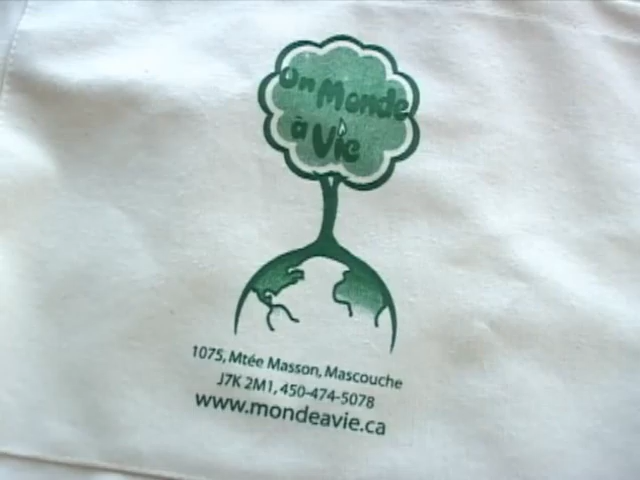 Un Monde
à Vie
1075, Mtée Masson, Mascouche
J7K 2M1, 450-474-5078
www.mondeavie.ca